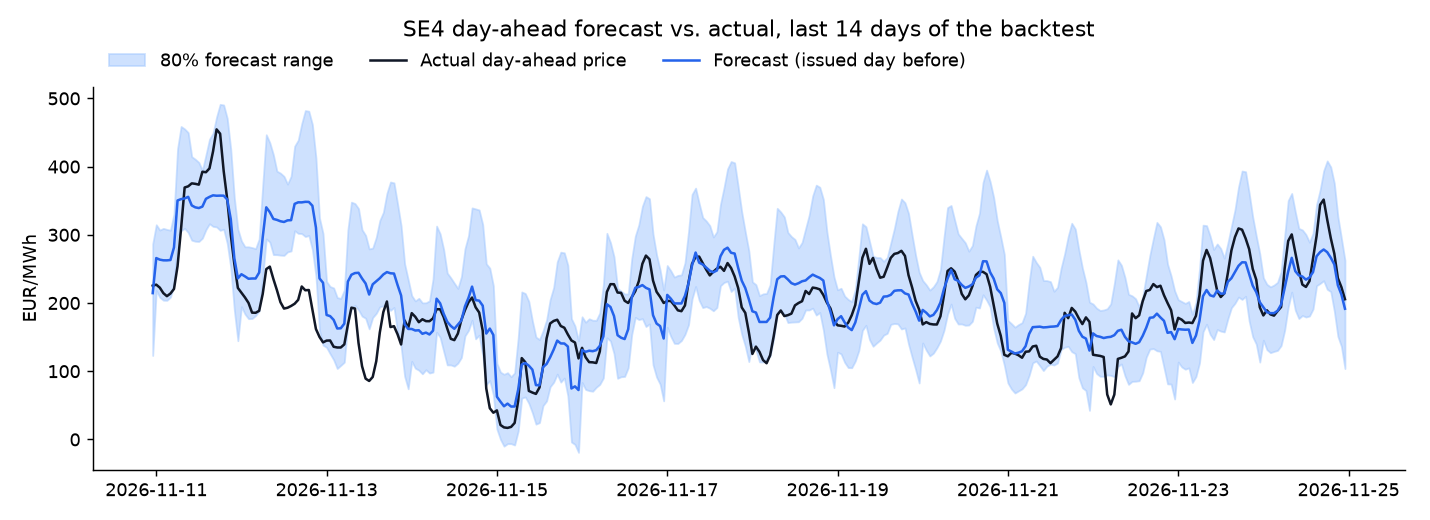 SE4 day-ahead forecast vs. actual, last 14 days of the backtest
80% forecast range Actual day-ahead price Forecast (issued day before)
500
400
300
200
100
0
EUR/MWh
2026-11-11 2026-11-13 2026-11-15 2026-11-17 2026-11-19 2026-11-21 2026-11-23 2026-11-25